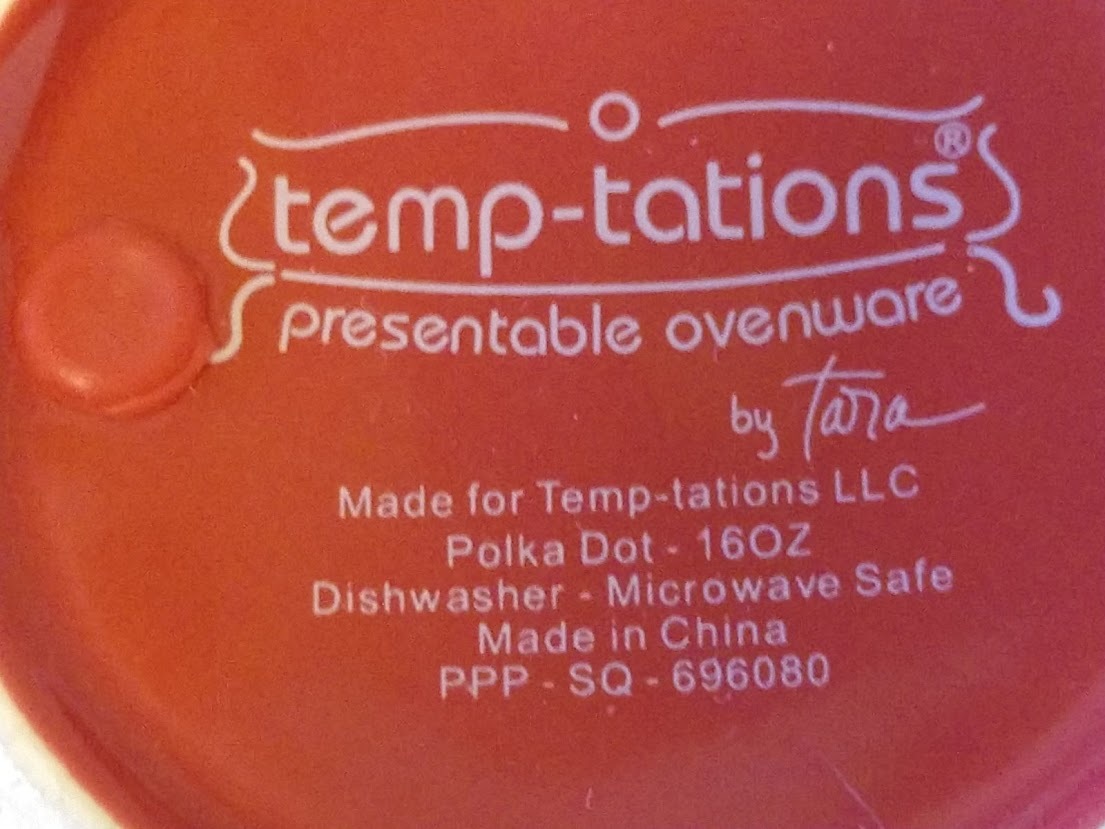 temp-tations®
presentable ovenware
by Tara
Made for Temp-tations LLC
Polka Dot - 16OZ
Dishwasher - Microwave Safe
Made in China
PPP - SQ - 696080